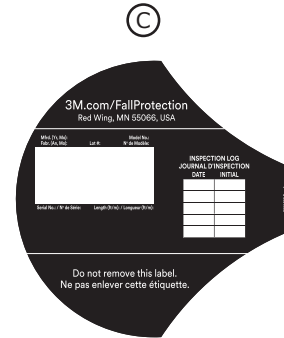 C
3M.com/FallProtection
Red Wing, MN 55066, USA
Mfrd. (Yr, Mo):
Fabr. (An, Mo): Lot #: Model No.:
N° de Modèle:
Serial No.: / N° de Série: Length (ft/m): / Longueur (ft/m):
INSPECTION LOG
JOURNAL D'INSPECTION
DATE INITIAL
Do not remove this label.
Ne pas enlever cette étiquette.